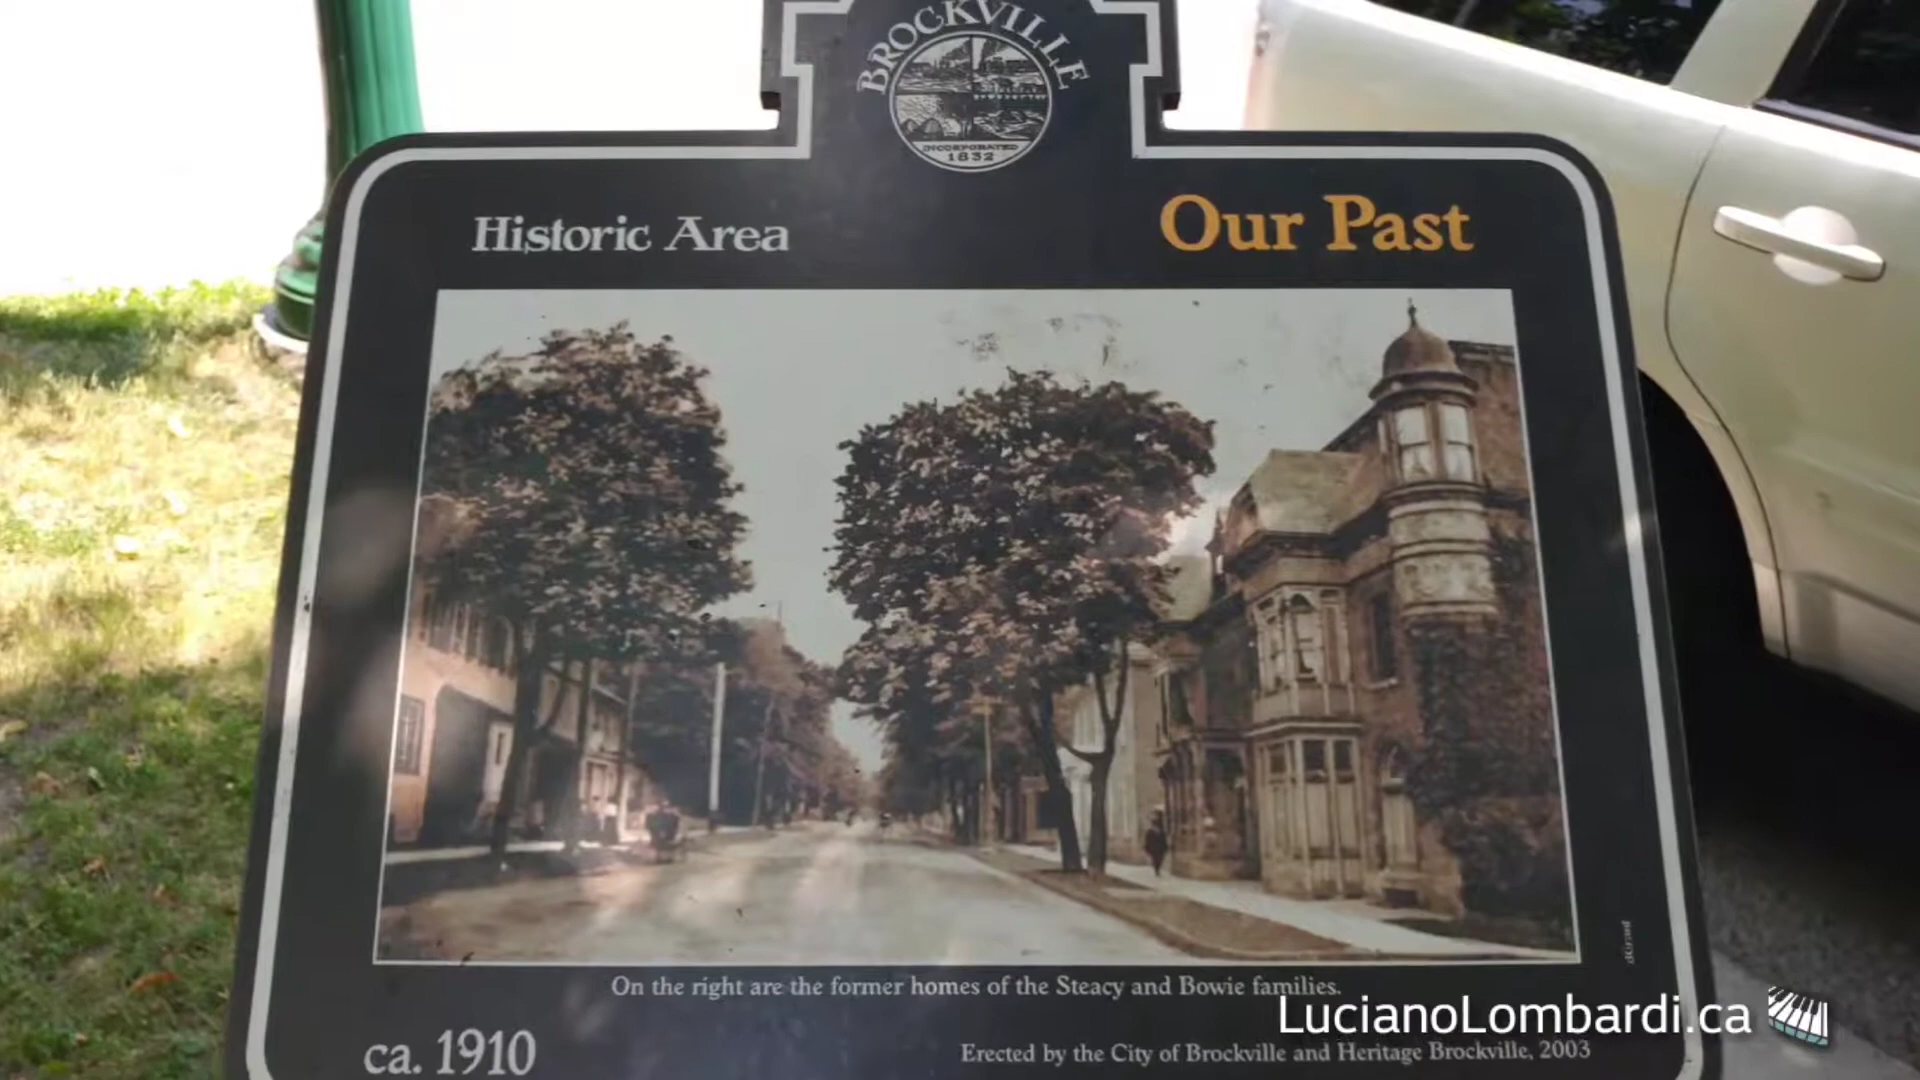 BROCKVILLE
INCORPORATED
1832
Historic Area
Our Past
On the right are the former homes of the Steacy and Bowie families.
LucianoLombardi.ca
ca. 1910
Erected by the City of Brockville and Heritage Brockville, 2003